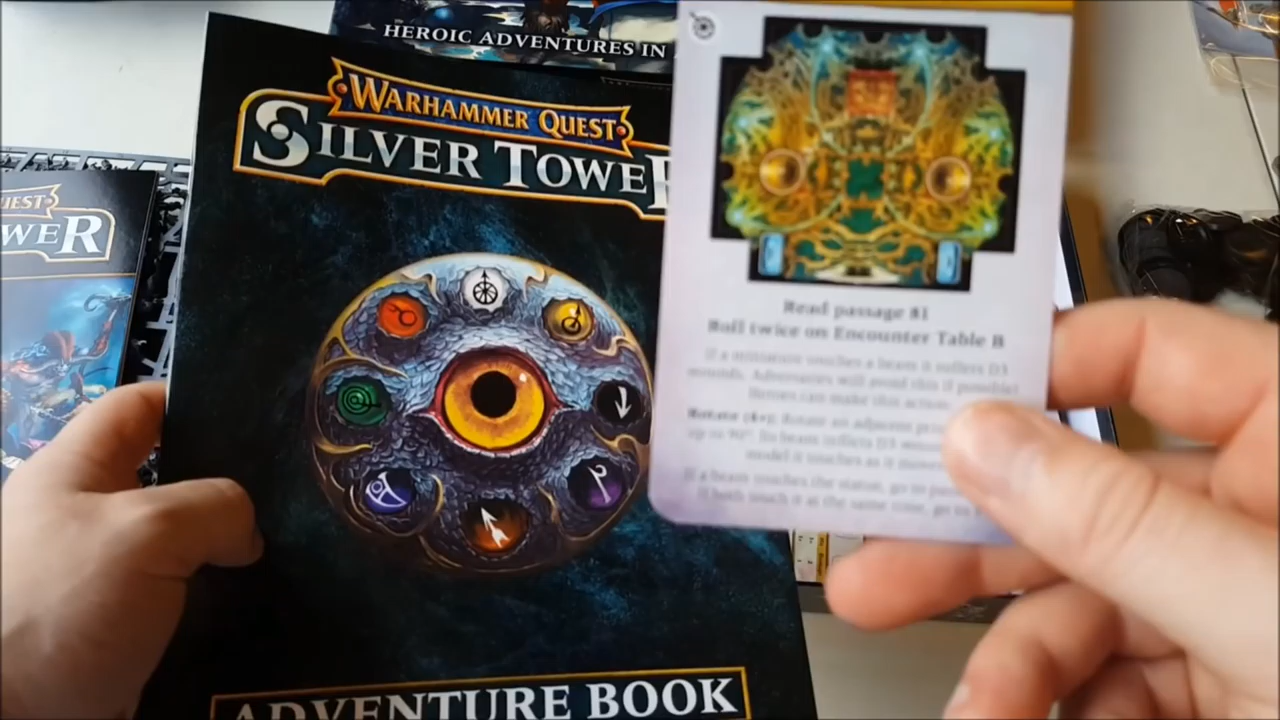 HEROIC ADVENTURES IN
WARHAMMER QUEST
SILVER TOWER
ADVENTURE BOOK
UEST
WER
Read passage 81
Roll twice on Encounter Table B
If a miniature touches a beam it suffers D3
wounds. Adversaries will avoid this if possible.
Heroes can make this action:
Rotate (4+): Rotate an adjacent
up to 90°. Its beam inflicts D3
model it touches as it moves
If a beam touches the statue, go to
If both touch it at the same time, go to